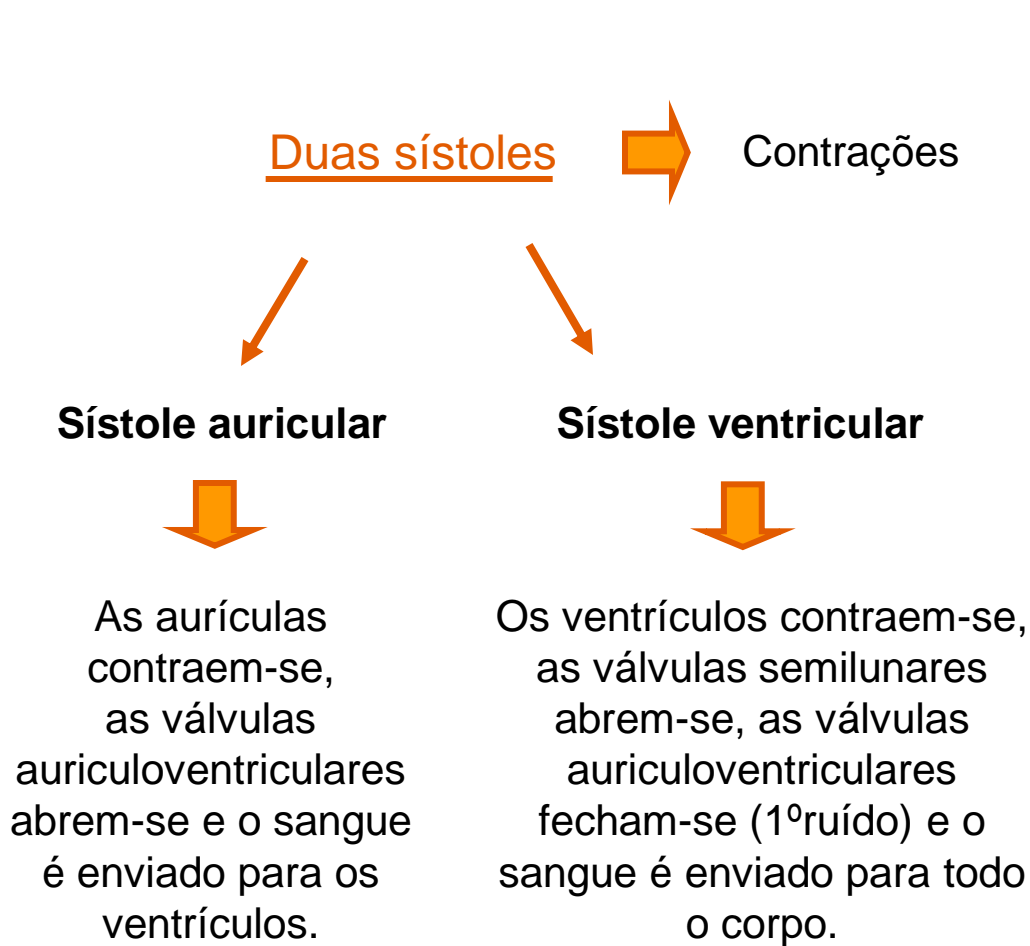 Duas sístoles
Contrações
Sístole auricular
Sístole ventricular
As aurículas
contraem-se,
as válvulas
auriculoventriculares
abrem-se e o sangue
é enviado para os
ventrículos.
Os ventrículos contraem-se,
as válvulas semilunares
abrem-se, as válvulas
auriculoventriculares
fecham-se (1ºruído) e o
sangue é enviado para todo
o corpo.